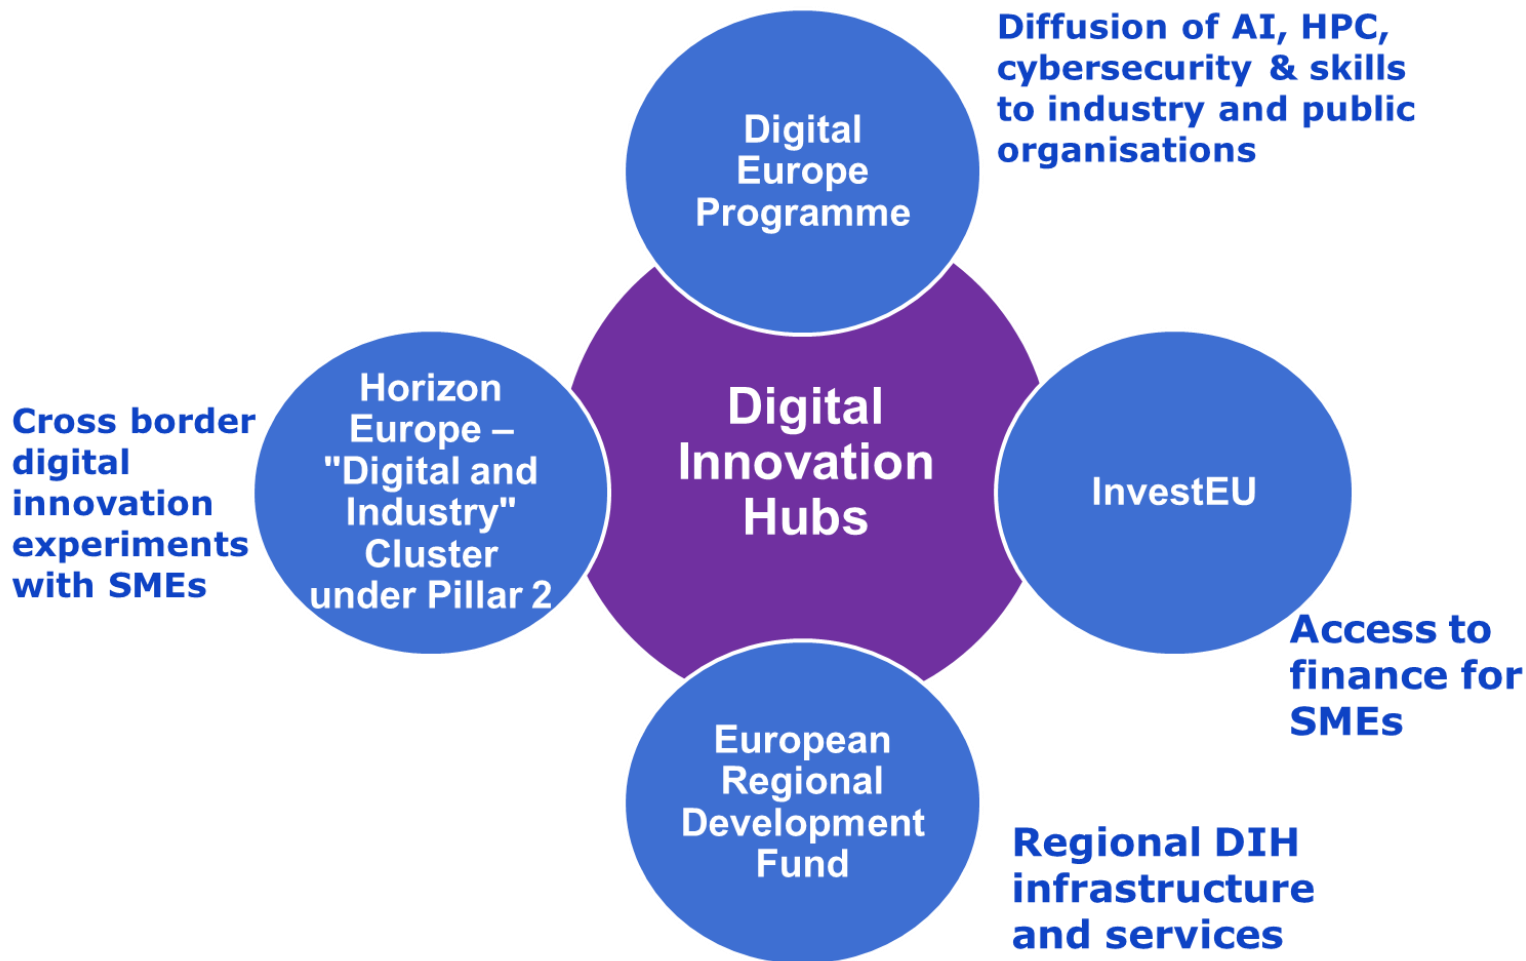 Digital
Europe
Programme
Diffusion of AI, HPC,
cybersecurity & skills
to industry and public
organisations
Cross border
digital
innovation
experiments
with SMEs
Horizon
Europe –
"Digital and
Industry"
Cluster
under Pillar 2
Digital
Innovation
Hubs
InvestEU
Access to
finance for
SMEs
European
Regional
Development
Fund
Regional DIH
infrastructure
and services